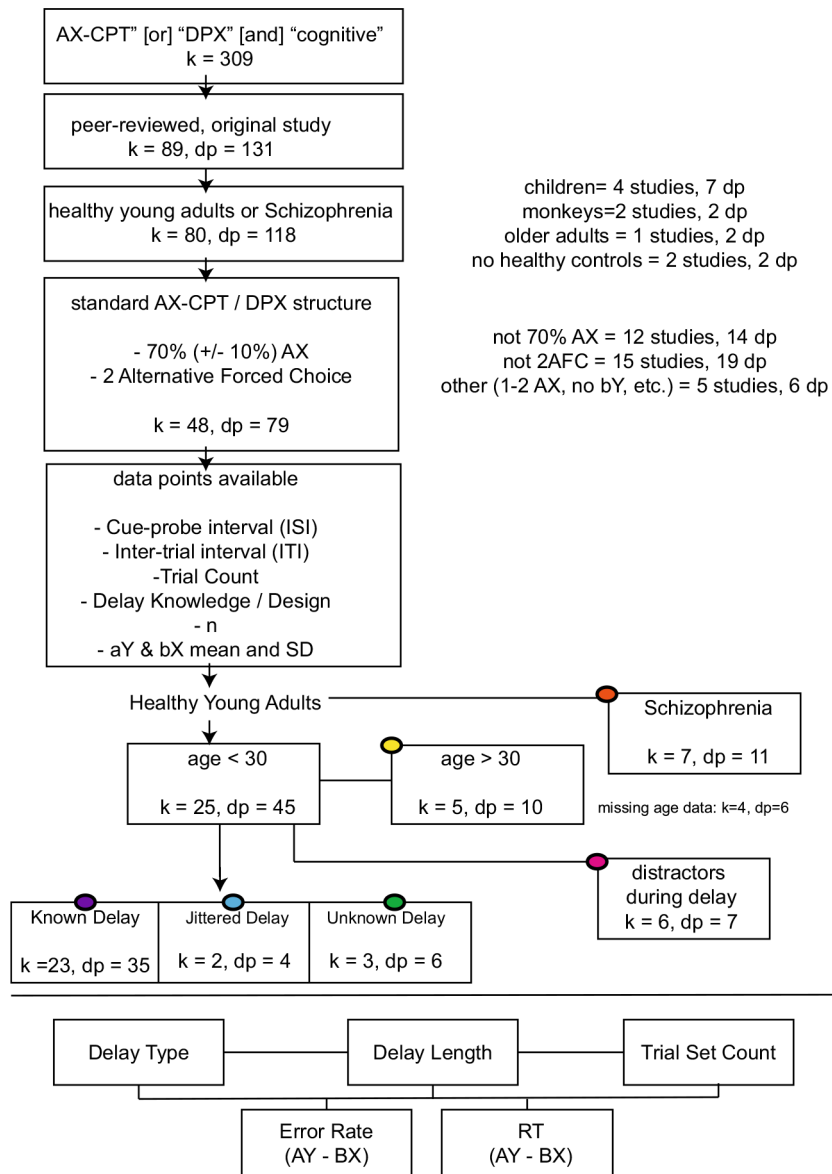 AX-CPT” [or] “DPX” [and] “cognitive”
k = 309
peer-reviewed, original study
k = 89, dp = 131
healthy young adults or Schizophrenia
k = 80, dp = 118
children= 4 studies, 7 dp
monkeys=2 studies, 2 dp
older adults = 1 studies, 2 dp
no healthy controls = 2 studies, 2 dp
standard AX-CPT / DPX structure
- 70% (+/- 10%) AX
- 2 Alternative Forced Choice
k = 48, dp = 79
not 70% AX = 12 studies, 14 dp
not 2AFC = 15 studies, 19 dp
other (1-2 AX, no bY, etc.) = 5 studies, 6 dp
data points available
- Cue-probe interval (ISI)
- Inter-trial interval (ITI)
-Trial Count
- Delay Knowledge / Design
- n
- aY & bX mean and SD
Healthy Young Adults
Schizophrenia
k = 7, dp = 11
age < 30
k = 25, dp = 45
age > 30
k = 5, dp = 10
missing age data: k=4, dp=6
distractors
during delay
k = 6, dp = 7
Known Delay
k =23, dp = 35
Jittered Delay
k = 2, dp = 4
Unknown Delay
k = 3, dp = 6
Delay Type
Delay Length
Trial Set Count
Error Rate
(AY - BX)
RT
(AY - BX)